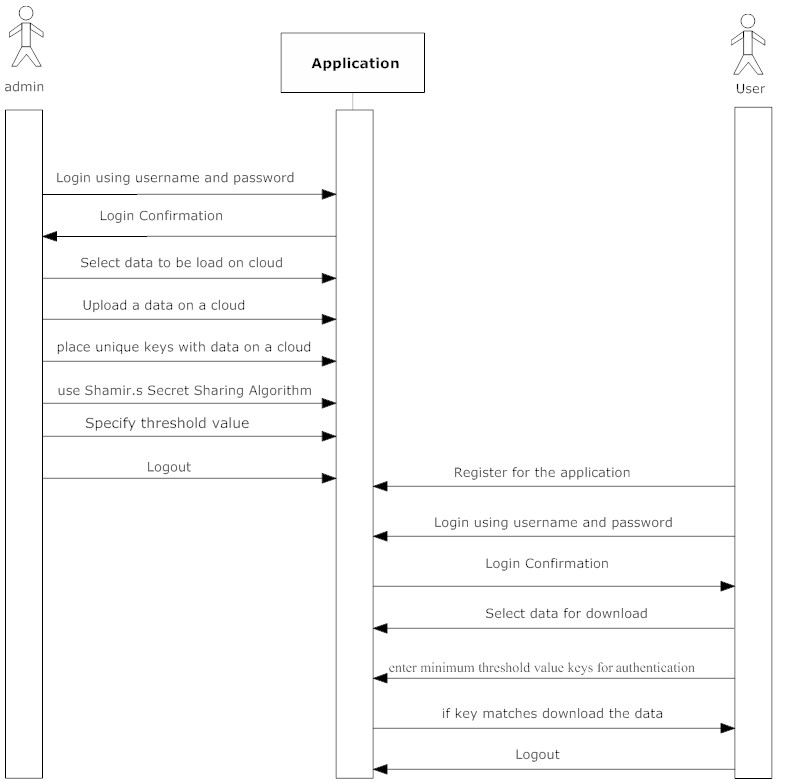 Application
admin
User
Login using username and password
Login Confirmation
Select data to be load on cloud
Upload a data on a cloud
place unique keys with data on a cloud
use Shamir.s Secret Sharing Algorithm
Specify threshold value
Logout
Register for the application
Login using username and password
Login Confirmation
Select data for download
enter minimum threshold value keys for authentication
if key matches download the data
Logout